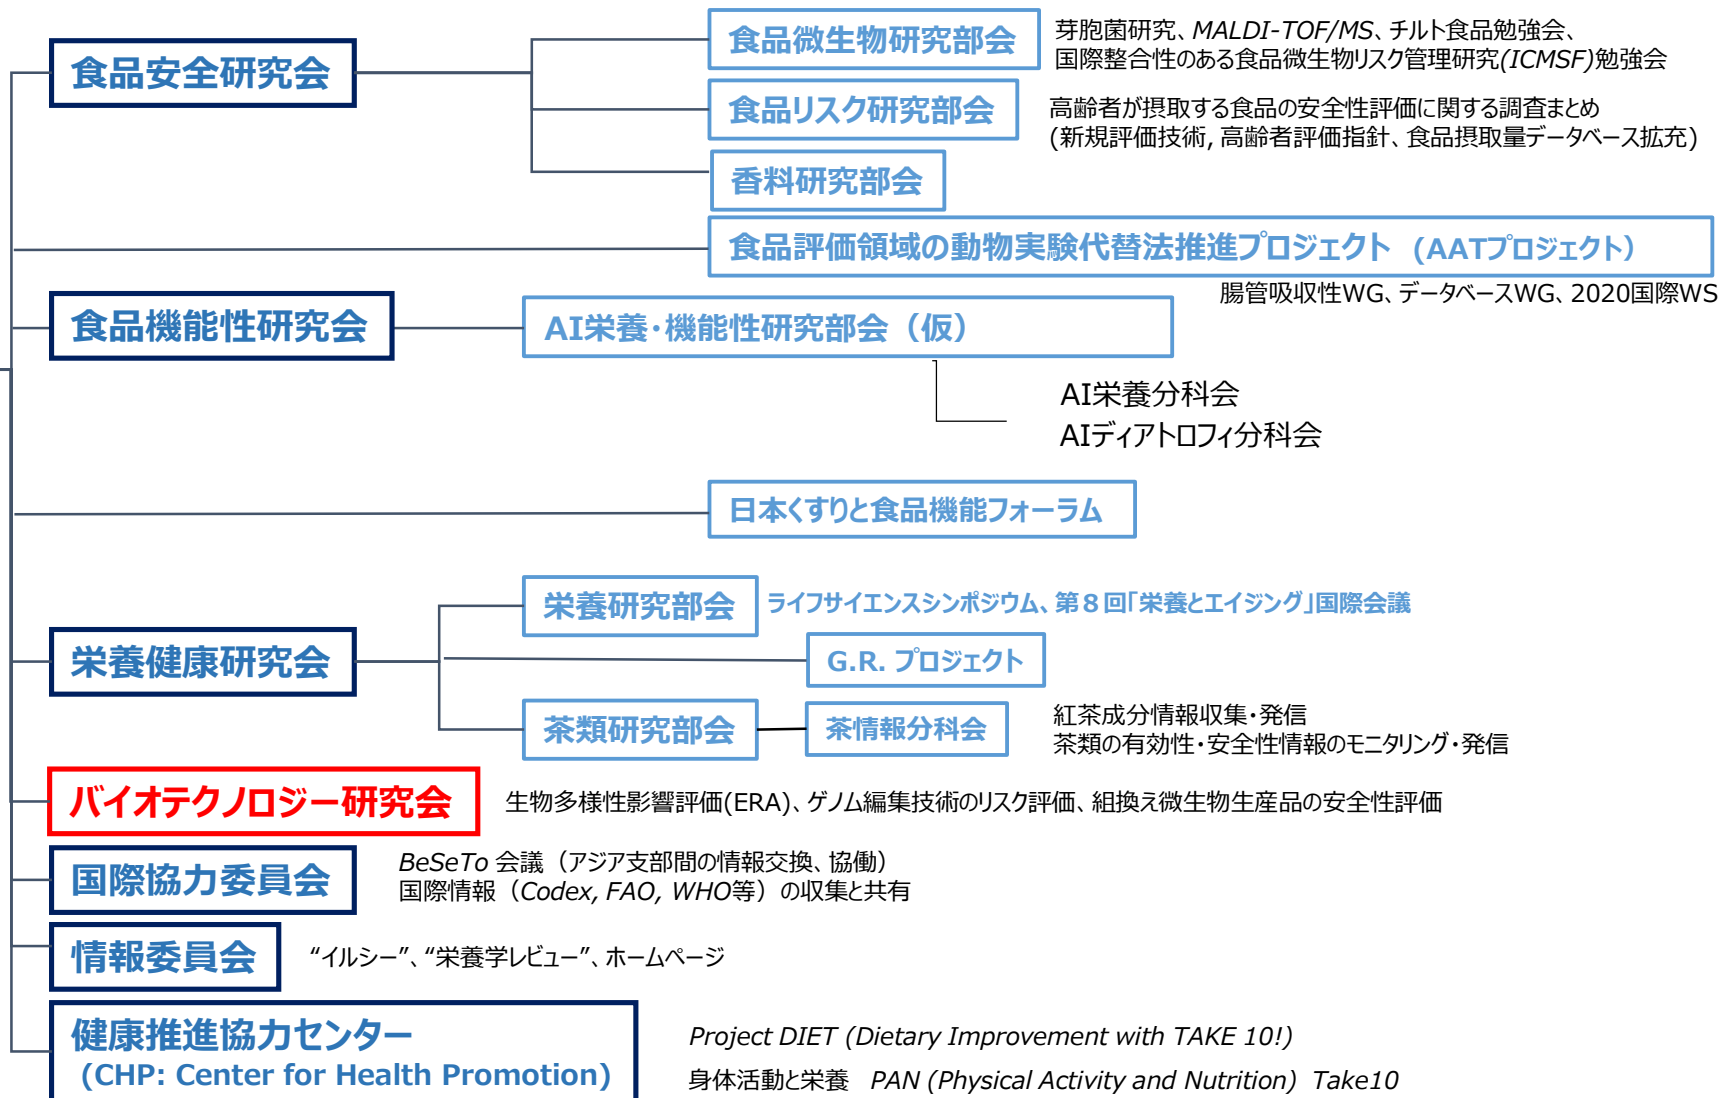 食品安全研究会
食品微生物研究部会
芽胞菌研究、MALDI-TOF/MS、チルト食品勉強会、
国際整合性のある食品微生物リスク管理研究(ICMSF)勉強会
食品リスク研究部会
高齢者が摂取する食品の安全性評価に関する調査まとめ
(新規評価技術, 高齢者評価指針、食品摂取量データベース拡充)
香料研究部会
食品評価領域の動物実験代替法推進プロジェクト (AATプロジェクト)
腸管吸収性WG、データベースWG、2020国際WS
食品機能性研究会
AI栄養・機能性研究部会（仮）
AI栄養分科会
AIディアトロフィ分科会
日本くすりと食品機能フォーラム
栄養健康研究会
栄養研究部会
ライフサイエンスシンポジウム、第８回「栄養とエイジング」国際会議
G.R. プロジェクト
茶類研究部会
茶情報分科会
紅茶成分情報収集・発信
茶類の有効性・安全性情報のモニタリング・発信
バイオテクノロジー研究会
生物多様性影響評価(ERA)、ゲノム編集技術のリスク評価、組換え微生物生産品の安全性評価
国際協力委員会
BeSeTo 会議（アジア支部間の情報交換、協働）
国際情報（Codex, FAO, WHO等）の収集と共有
情報委員会
“イルシー”、“栄養学レビュー”、ホームページ
健康推進協力センター
(CHP: Center for Health Promotion)
Project DIET (Dietary Improvement with TAKE 10!)
身体活動と栄養 PAN (Physical Activity and Nutrition) Take10